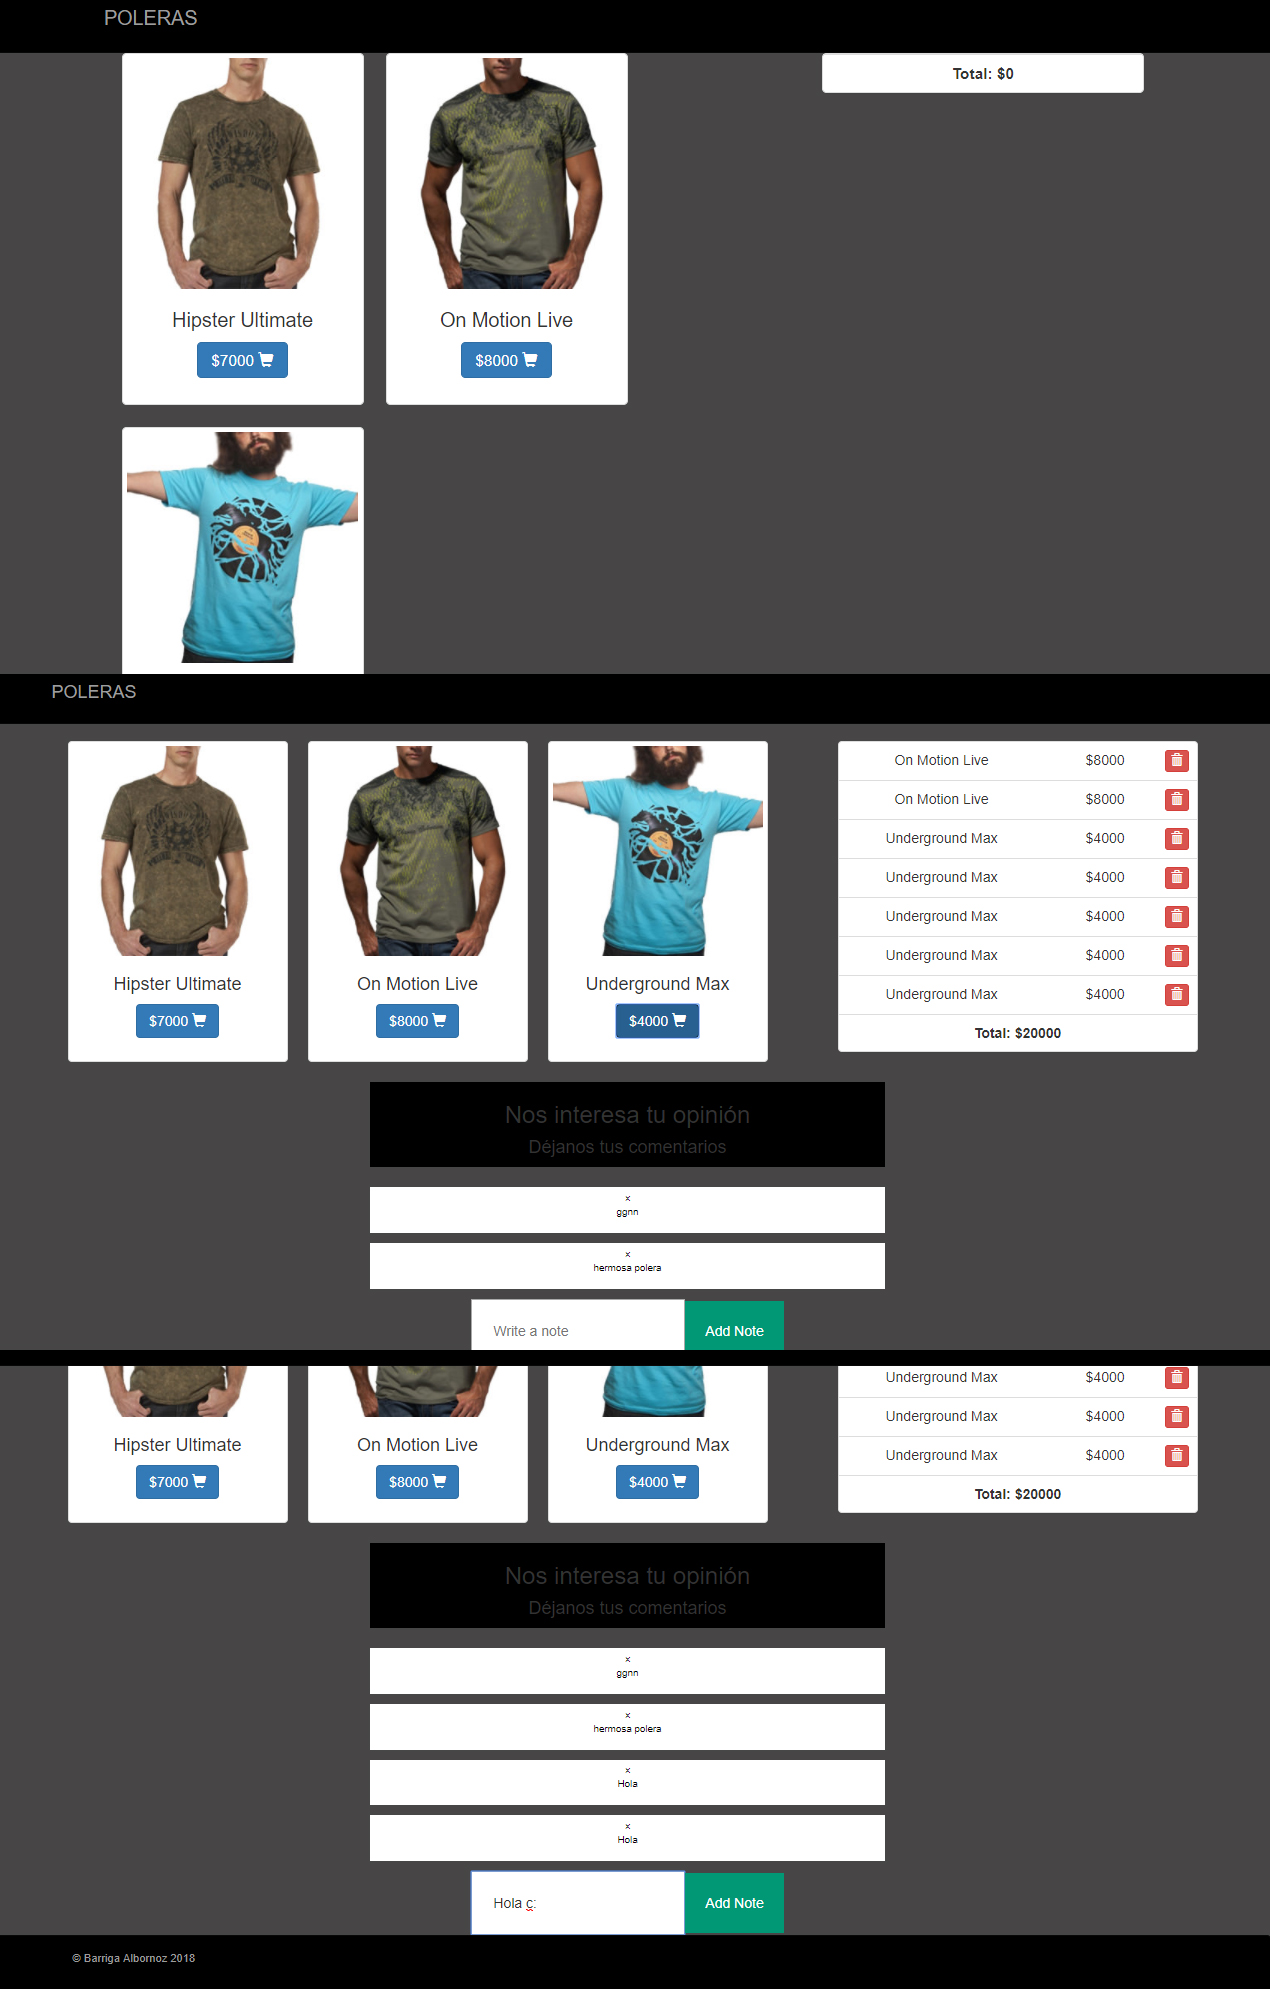 POLERAS
Total: $0
Hipster Ultimate
On Motion Live
$7000
$8000
POLERAS
On Motion Live $8000
On Motion Live $8000
Underground Max $4000
Underground Max $4000
Underground Max $4000
Underground Max $4000
Underground Max $4000
Total: $20000
Hipster Ultimate
On Motion Live
Underground Max
$7000
$8000
$4000
Nos interesa tu opinión
Déjanos tus comentarios
x
ggnn
x
hermosa polera
Write a note
Add Note
Underground Max $4000
Underground Max $4000
Underground Max $4000
Total: $20000
Hipster Ultimate
On Motion Live
Underground Max
$7000
$8000
$4000
Nos interesa tu opinión
Déjanos tus comentarios
x
ggnn
x
hermosa polera
x
Hola
x
Hola
Hola c:
Add Note
© Barriga Albornoz 2018